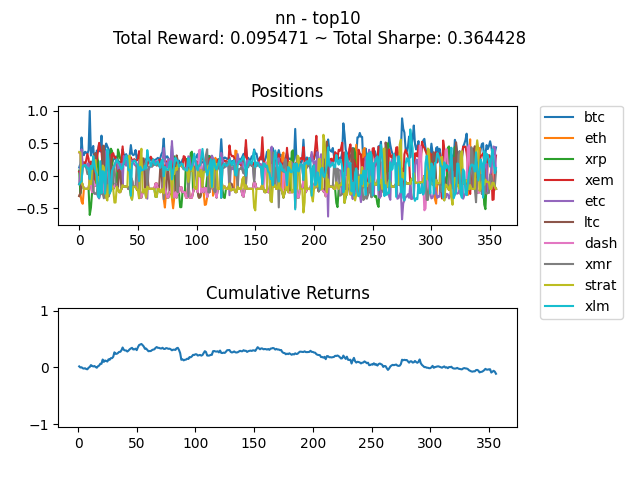 nn - top10
Total Reward: 0.095471 ~ Total Sharpe: 0.364428
Positions
1.0
0.5
0.0
−0.5
0 50 100 150 200 250 300 350
btc
eth
xrp
xem
etc
ltc
dash
xmr
strat
xlm
Cumulative Returns
1
0
−1
0 50 100 150 200 250 300 350